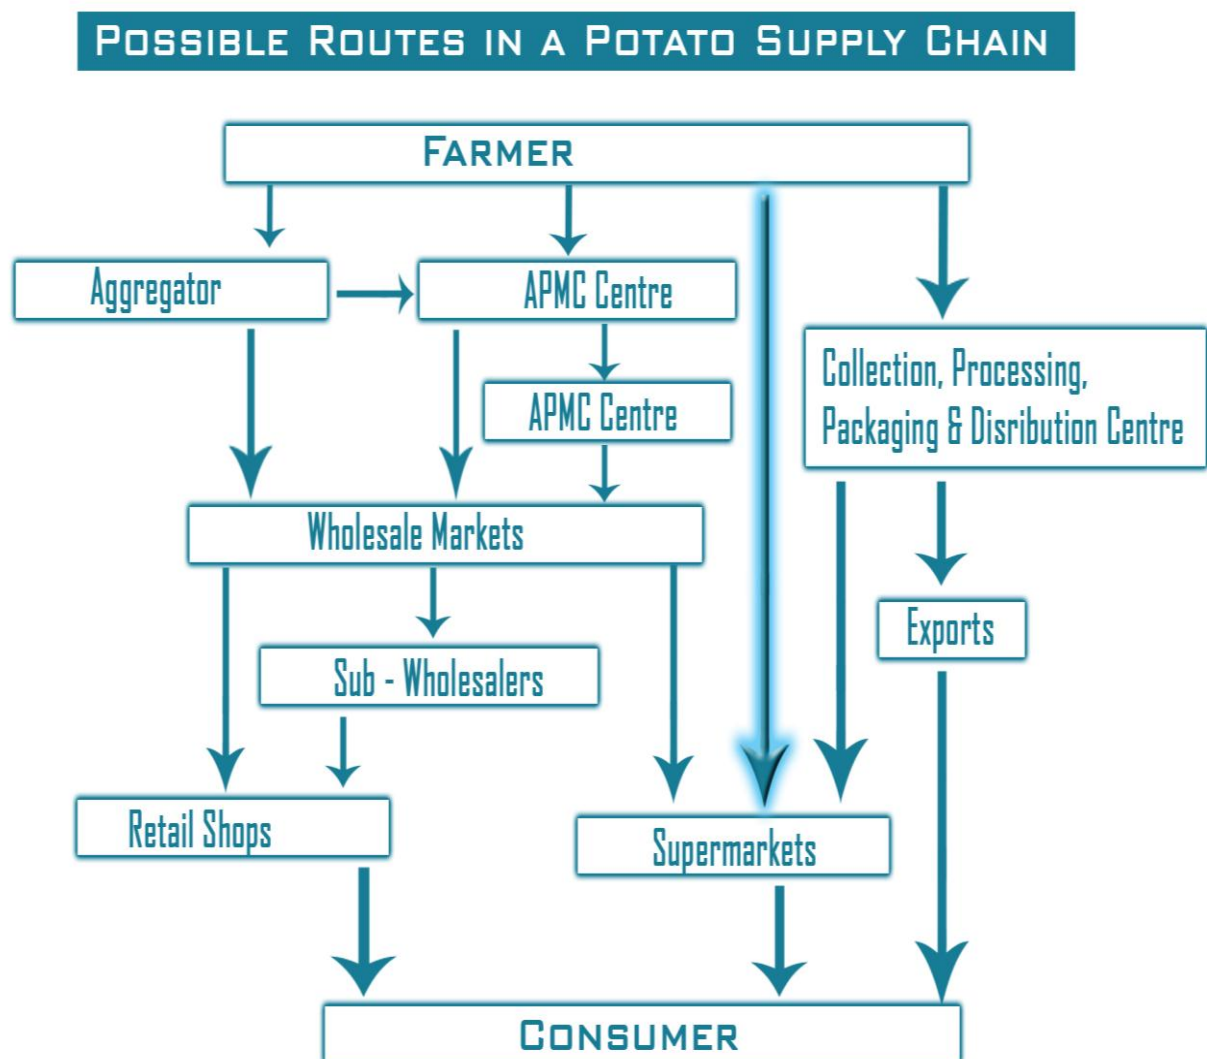 POSSIBLE ROUTES IN A POTATO SUPPLY CHAIN
FARMER
Aggregator
APMC Centre
APMC Centre
Collection, Processing,
Packaging & Disribution Centre
Wholesale Markets
Exports
Sub - Wholesalers
Retail Shops
Supermarkets
CONSUMER